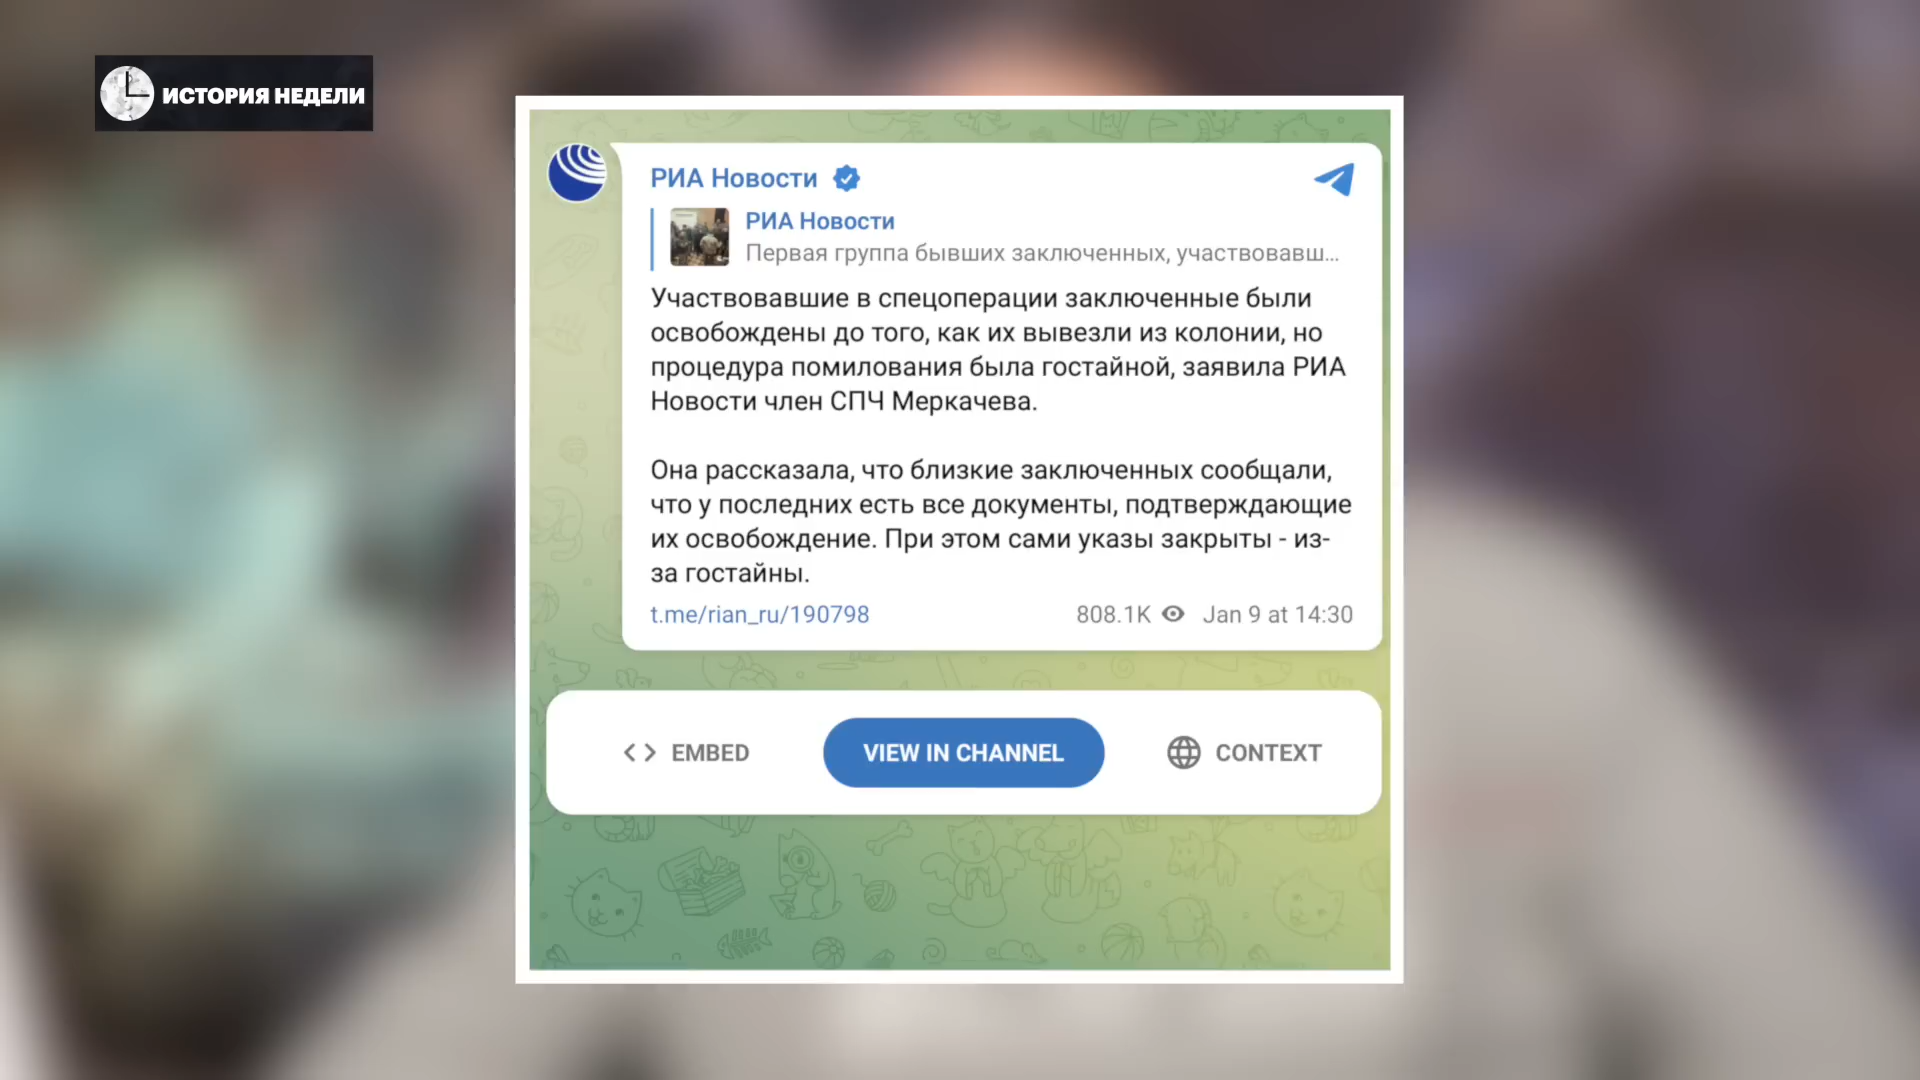 ИСТОРИЯ НЕДЕЛИ
РИА Новости
РИА Новости
Первая группа бывших заключенных, участвовавш...
Участвовавшие в спецоперации заключенные были
освобождены до того, как их вывезли из колонии, но
процедура помилования была гостайной, заявила РИА
Новости член СПЧ Меркачева.
Она рассказала, что близкие заключенных сообщали,
что у последних есть все документы, подтверждающие
их освобождение. При этом сами указы закрыты - из-
за гостайны.
t.me/rian_ru/190798 808.1K Jan 9 at 14:30
EMBED VIEW IN CHANNEL CONTEXT